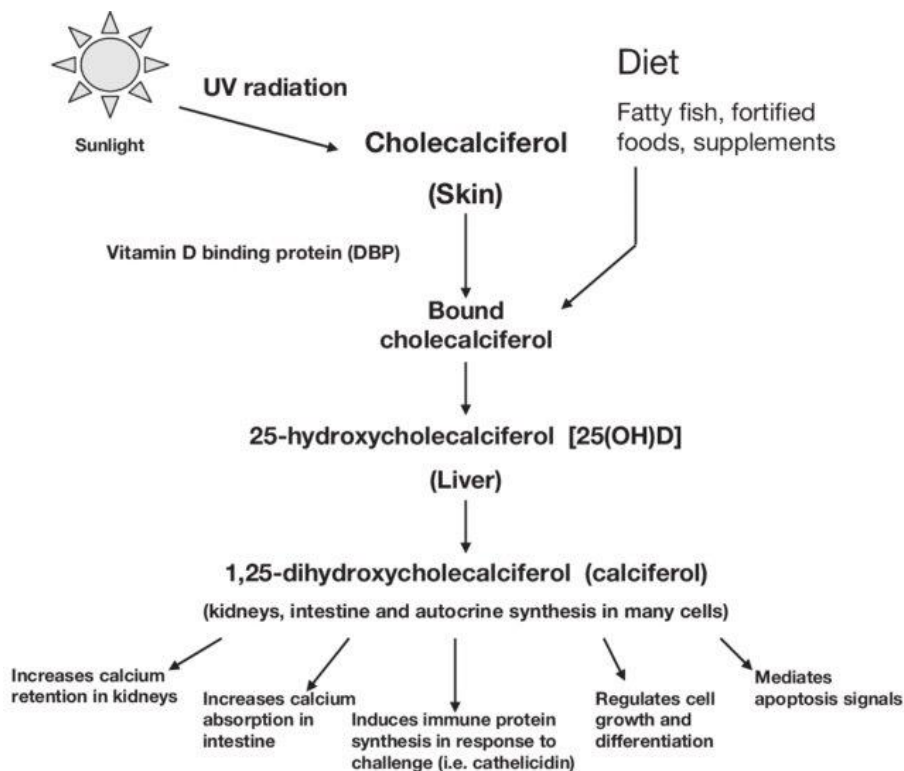 UV radiation
Sunlight
Diet
Fatty fish, fortified
foods, supplements
Cholecalciferol
(Skin)
Vitamin D binding protein (DBP)
Bound
cholecalciferol
25-hydroxycholecalciferol [25(OH)D]
(Liver)
1,25-dihydroxycholecalciferol (calciferol)
(kidneys, intestine and autocrine synthesis in many cells)
Increases calcium
retention in kidneys
Increases calcium
absorption in
intestine
Induces immune protein
synthesis in response to
challenge (i.e. cathelicidin)
Regulates cell
growth and
differentiation
Mediates
apoptosis signals